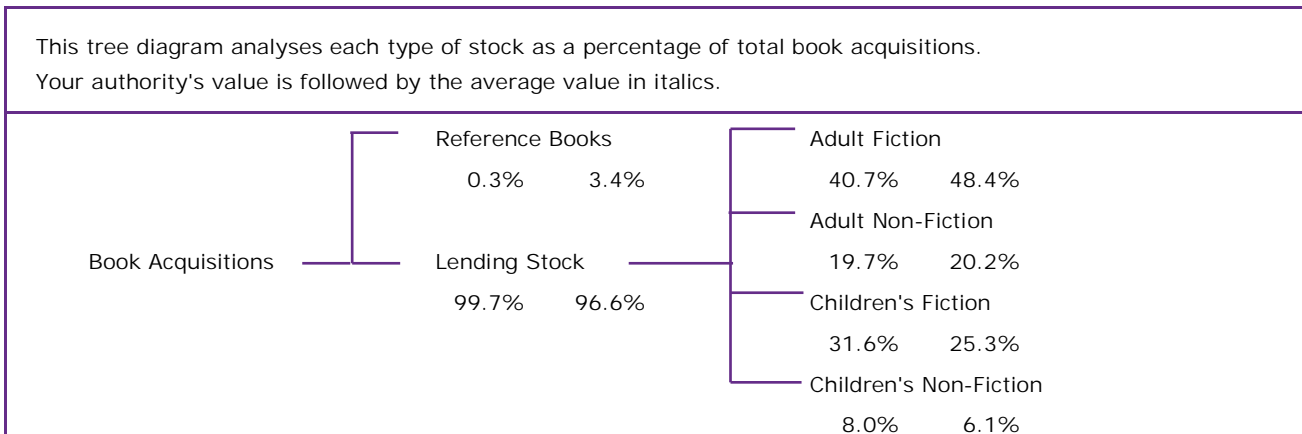 This tree diagram analyses each type of stock as a percentage of total book acquisitions.
Your authority's value is followed by the average value in italics.
Reference Books
0.3% 3.4%
Book Acquisitions
Lending Stock
99.7% 96.6%
Adult Fiction
40.7% 48.4%
Adult Non-Fiction
19.7% 20.2%
Children's Fiction
31.6% 25.3%
Children's Non-Fiction
8.0% 6.1%